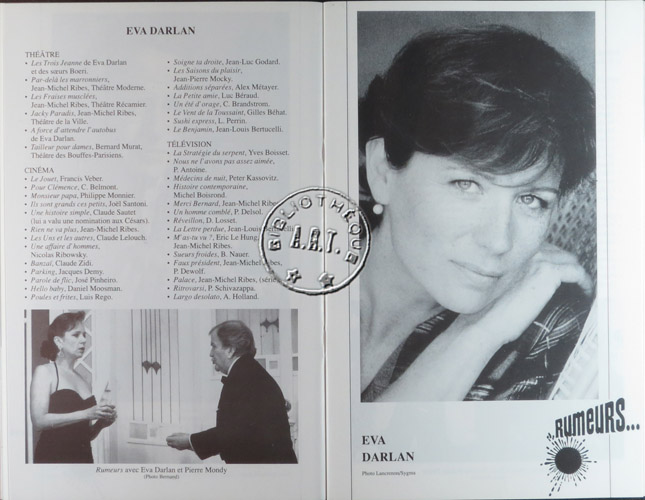 EVA DARLAN
THÉÂTRE
• Les Trois Jeanne de Eva Darlan
et des sœurs Boeri.
• Par-delà les marronniers,
Jean-Michel Ribes, Théâtre Moderne.
• Les Fraises musclées,
Jean-Michel Ribes, Théâtre Récamier.
• Jacky Paradis, Jean-Michel Ribes,
Théâtre de la Ville.
• A force d'attendre l'autobus
de Eva Darlan.
• Tailleur pour dames, Bernard Murat,
Théâtre des Bouffes-Parisiens.
CINÉMA
• Le Jouet, Francis Veber.
• Pour Clémence, C. Belmont.
• Monsieur papa, Philippe Monnier.
• Ils sont grands ces petits, Joël Santoni.
• Une histoire simple, Claude Sautet
(lui a valu une nomination aux Césars).
• Rien ne va plus, Jean-Michel Ribes.
• Les Uns et les autres, Claude Lelouch.
• Une affaire d'hommes,
Nicolas Ribowsky.
• Banzaï, Claude Zidi.
• Parking, Jacques Demy.
• Parole de flic, José Pinheiro.
• Hello baby, Daniel Moosman.
• Poules et frites, Luis Rego.
• Soigne ta droite, Jean-Luc Godard.
• Les Saisons du plaisir,
Jean-Pierre Mocky.
• Additions séparées, Alex Métayer.
• La Petite amie, Luc Béraud.
• Un été d'orage, C. Brandstrom.
• Le Vent de la Toussaint, Gilles Béhat.
• Sushi express, L. Perrin.
• Le Benjamin, Jean-Louis Bertucelli.
TÉLÉVISION
• La Stratégie du serpent, Yves Boisset.
• Nous ne l'avons pas assez aimée,
P. Antoine.
• Médecins de nuit, Peter Kassovitz.
• Histoire contemporaine,
Michel Boisrond.
• Merci Bernard, Jean-Michel Ribes
• Un homme comblé, P. Delsol.
• Réveillon, D. Losset.
• La Lettre perdue, Jean-Louis
• M'as-tu vu ?, Eric Le Hung,
Jean-Michel Ribes.
• Sueurs froides, B. Nauer.
• Faux président, Jean-Michel Ribes,
P. Dewolf.
• Palace, Jean-Michel Ribes, (série
• Ritrovarsi, P. Schivazappa.
• Largo desolato, A. Holland.
BIBLIOTHÈQUE
A.R.T.
Rumeurs avec Eva Darlan et Pierre Mondy
(Photo Bernand)
EVA
DARLAN
Photo Lancrenon/Sygma
RUMEURS...